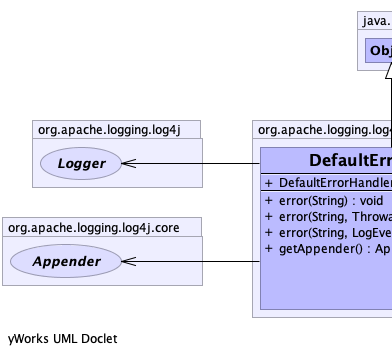 java.
Obj
org.apache.logging.log4j
org.apache.logging.log4
Logger
DefaultErr
+ DefaultErrorHandler
+ error(String) : void
+ error(String, Throwa
+ error(String, LogEve
+ getAppender() : Ap
org.apache.logging.log4j.core
Appender
yWorks UML Doclet